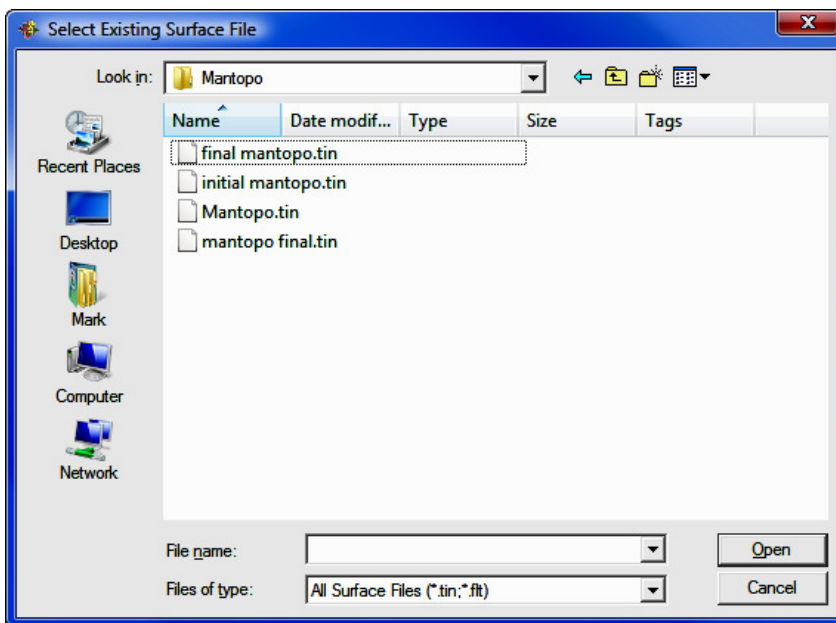 Select Existing Surface File
Look in: Mantopo
Name Date modif... Type Size Tags
final mantopo.tin
initial mantopo.tin
Mantopo.tin
mantopo final.tin
Recent Places
Desktop
Mark
Computer
Network
File name: Open
Files of type: All Surface Files (*.tin;*.flt) Cancel